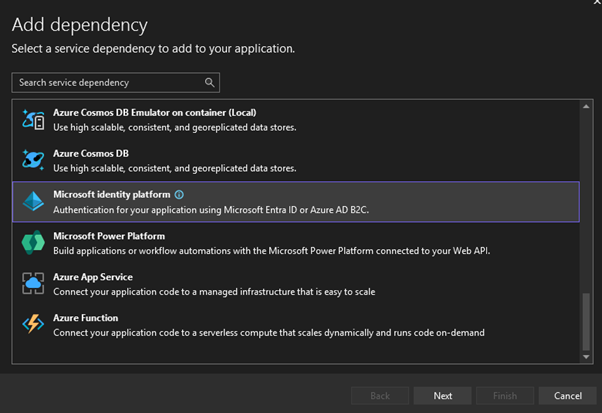 Add dependency
Select a service dependency to add to your application.
Search service dependency
Azure Cosmos DB Emulator on container (Local)
Use high scalable, consistent, and georeplicated data stores.
Azure Cosmos DB
Use high scalable, consistent, and georeplicated data stores.
Microsoft identity platform
Authentication for your application using Microsoft Entra ID or Azure AD B2C.
Microsoft Power Platform
Build applications or workflow automations with the Microsoft Power Platform connected to your Web API.
Azure App Service
Connect your application code to a managed infrastructure that is easy to scale
Azure Function
Connect your application code to a serverless compute that scales dynamically and runs code on-demand
Back Next Finish Cancel